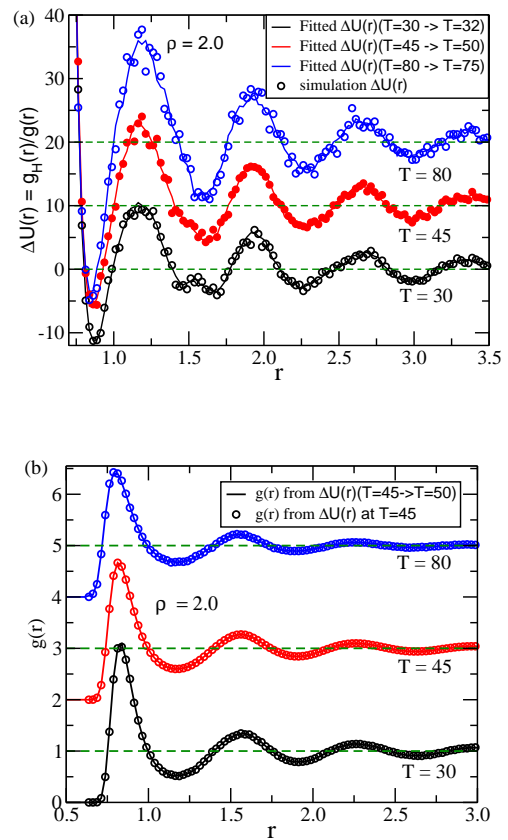 (a)
ρ = 2.0
Fitted ΔU(r)(T=30 -> T=32)
Fitted ΔU(r)(T=45 -> T=50)
Fitted ΔU(r)(T=80 -> T=75)
simulation ΔU(r)
40
30
20
10
0
-10
ΔU(r) = g_H(r)/g(r)
T = 80
T = 45
T = 30
1.0 1.5 2.0 2.5 3.0 3.5
r
(b)
g(r) from ΔU(r)(T=45->T=50)
g(r) from ΔU(r) at T=45
6
5
4
3
2
1
0
g(r)
T = 80
ρ = 2.0
T = 45
T = 30
0.5 1.0 1.5 2.0 2.5 3.0
r